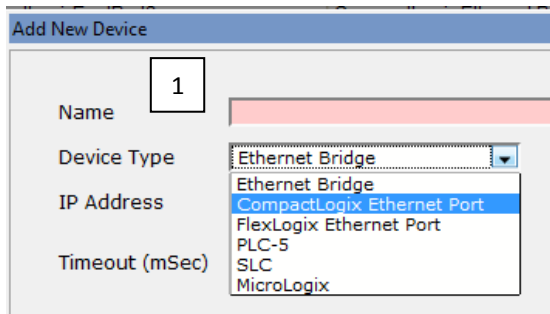 Add New Device
1
Name
Device Type Ethernet Bridge
Ethernet Bridge
IP Address CompactLogix Ethernet Port
FlexLogix Ethernet Port
PLC-5
Timeout (mSec) SLC
MicroLogix